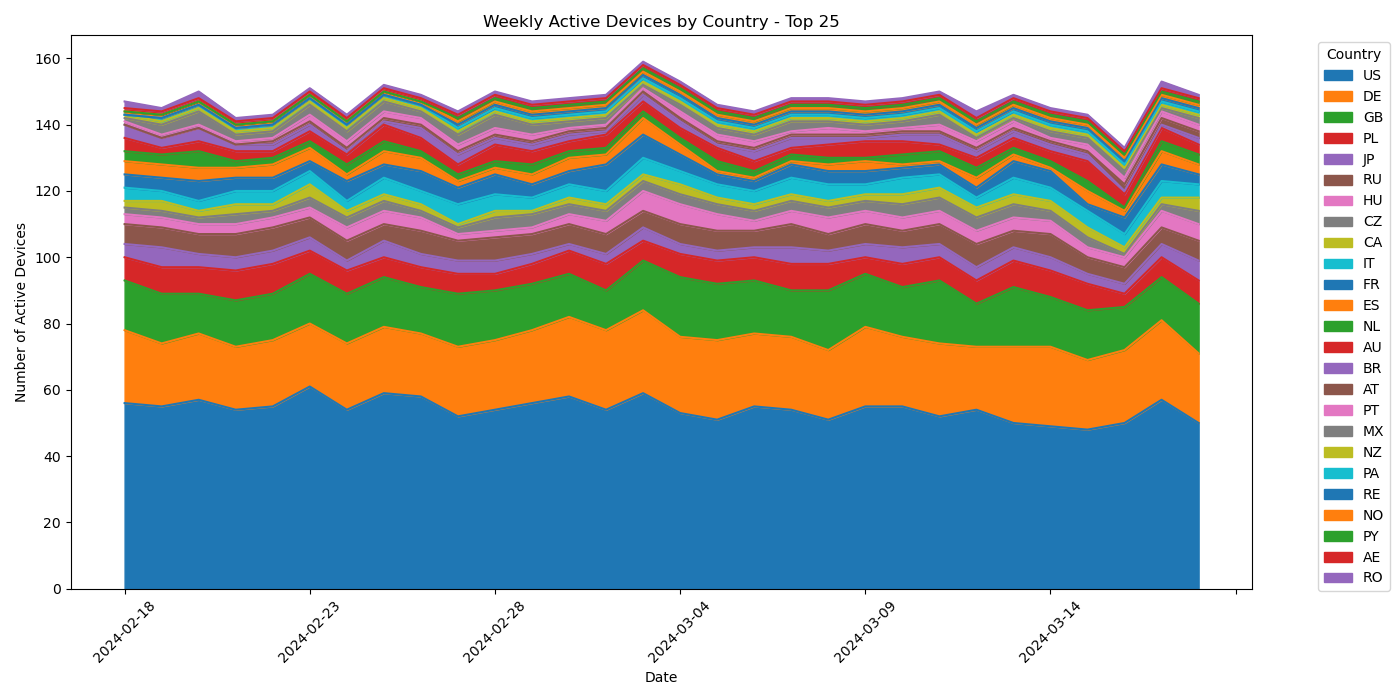 Weekly Active Devices by Country - Top 25
Number of Active Devices
160
140
120
100
80
60
40
20
0
2024-02-18
2024-02-23
2024-02-28
2024-03-04
2024-03-09
2024-03-14
Date
Country
US
DE
GB
PL
JP
RU
HU
CZ
CA
IT
FR
ES
NL
AU
BR
AT
PT
MX
NZ
PA
RE
NO
PY
AE
RO